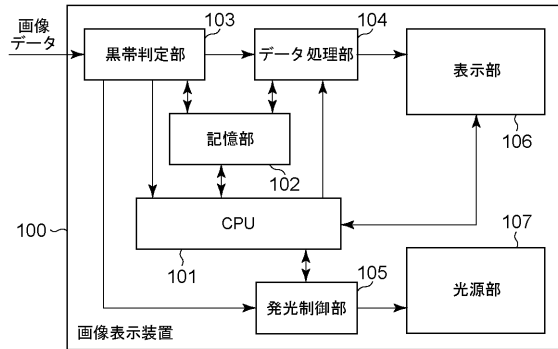 画像
データ
103
104
黒帯判定部
データ処理部
表示部
106
記憶部
102
CPU
100
101
107
105
発光制御部
光源部
画像表示装置